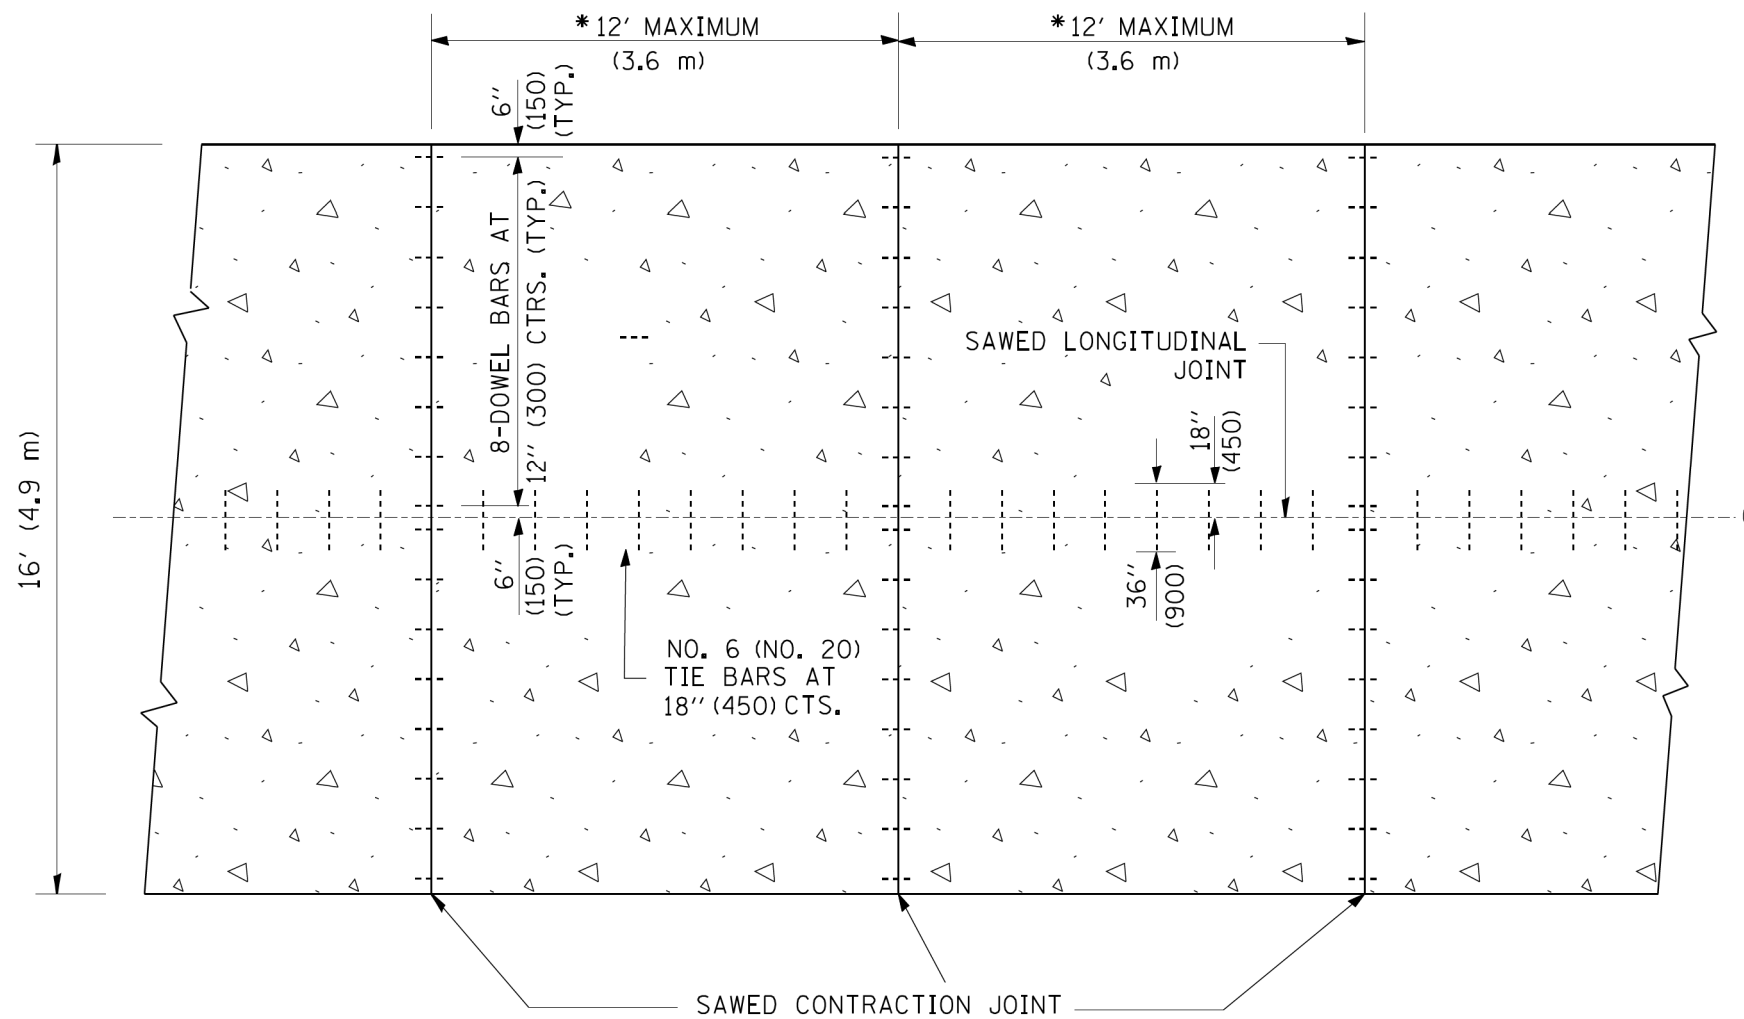 *12' MAXIMUM
(3.6 m)
*12' MAXIMUM
(3.6 m)
6"
(150)
(TYP.)
8-DOWEL BARS AT
12" (300) CTRS. (TYP.)
6"
(150)
(TYP.)
16' (4.9 m)
SAWED LONGITUDINAL
JOINT
18"
(450)
36"
(900)
NO. 6 (NO. 20)
TIE BARS AT
18" (450) CTS.
SAWED CONTRACTION JOINT